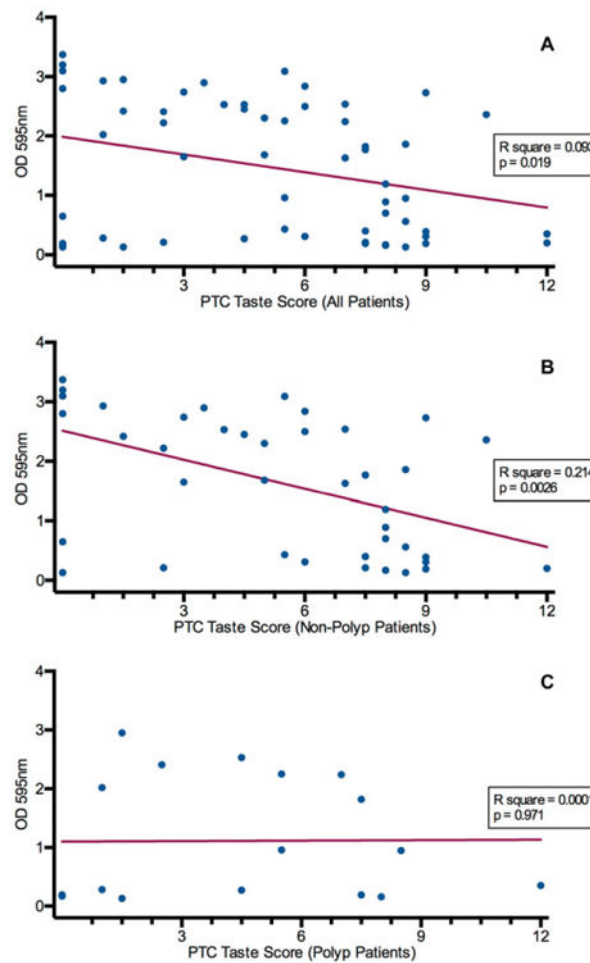 A
4
3
2
1
0
OD 595nm
R square = 0.093
p = 0.019
3 6 9 12
PTC Taste Score (All Patients)
B
4
3
2
1
0
OD 595nm
R square = 0.214
p = 0.0026
3 6 9 12
PTC Taste Score (Non-Polyp Patients)
C
4
3
2
1
0
OD 595nm
R square = 0.0001
p = 0.971
3 6 9 12
PTC Taste Score (Polyp Patients)